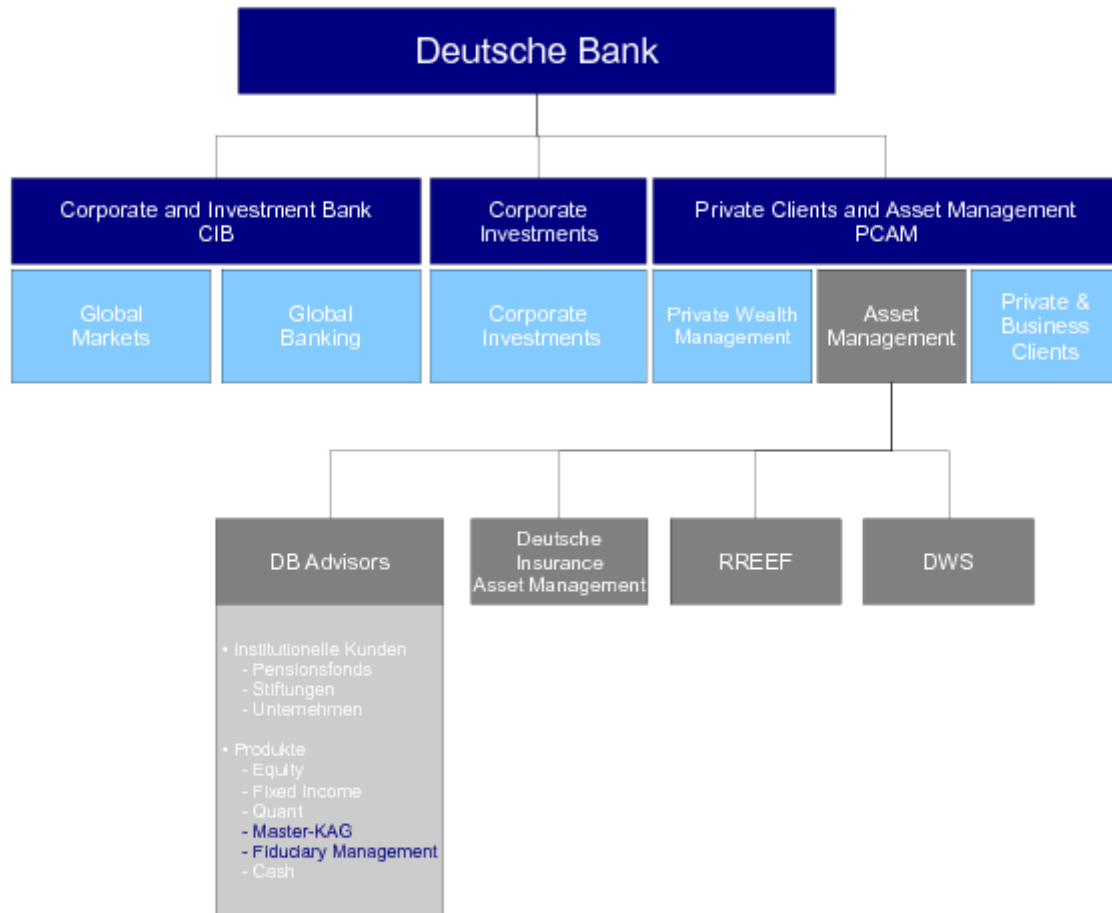 Deutsche Bank
Corporate and Investment Bank
CIB
Corporate
Investments
Private Clients and Asset Management
PCAM
Global
Markets
Global
Banking
Corporate
Investments
Private Wealth
Management
Asset
Management
Private &
Business
Clients
DB Advisors
Deutsche
Insurance
Asset Management
RREEF
DWS
• Institutionelle Kunden
- Pensionsfonds
- Stiftungen
- Unternehmen
• Produkte
- Equity
- Fixed Income
- Quant
- Master-KAG
- Fiduciary Management
- Cash